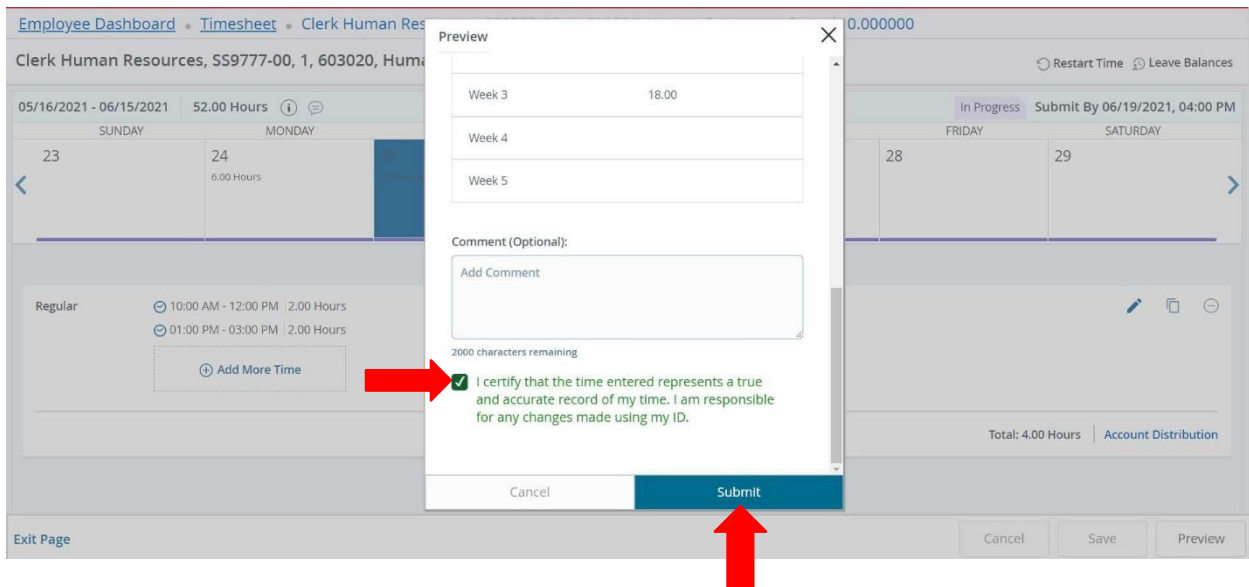 Employee Dashboard • Timesheet • Clerk Human Res 0.000000
Clerk Human Resources, SS9777-00, 1, 603020, Huma
Restart Time Leave Balances
05/16/2021 - 06/15/2021 52.00 Hours
In Progress Submit By 06/19/2021, 04:00 PM
SUNDAY MONDAY FRIDAY SATURDAY
23 24 28 29
6.00 Hours
Preview
Week 3 18.00
Week 4
Week 5
Comment (Optional):
Add Comment
2000 characters remaining
I certify that the time entered represents a true
and accurate record of my time. I am responsible
for any changes made using my ID.
Cancel Submit
Regular 10:00 AM - 12:00 PM 2.00 Hours
01:00 PM - 03:00 PM 2.00 Hours
Add More Time
Total: 4.00 Hours Account Distribution
Exit Page Cancel Save Preview